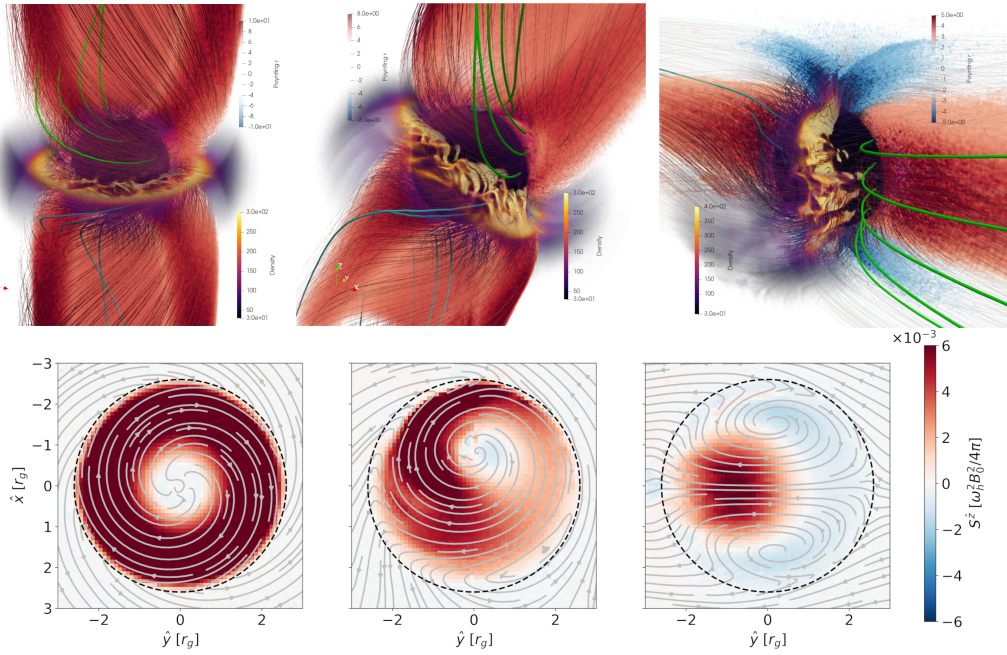 1.0e+01
8
6
4
2
0
-2
-4
-6
-8
-1.0e+01
Poynting r
3.0e+02
250
200
150
100
50
3.0e+01
Density
8.0e+00
6
4
2
0
-2
-4
-6
-8.0e+00
Poynting r
3.0e+02
250
200
150
100
50
3.0e+01
Density
Z
Y
X
5.0e+00
4
3
2
1
0
-1
-2
-3
-4
-5.0e+00
Poynting r
4.0e+02
350
300
250
200
150
100
3.0e+01
Density
−3
−2
−1
0
1
2
3
x̂ [r_g]
−2 0 2
ŷ [r_g]
−2 0 2
ŷ [r_g]
−2 0 2
ŷ [r_g]
×10⁻³
6
4
2
0
−2
−4
−6
S^ẑ [ω_h²B_0²/4π]